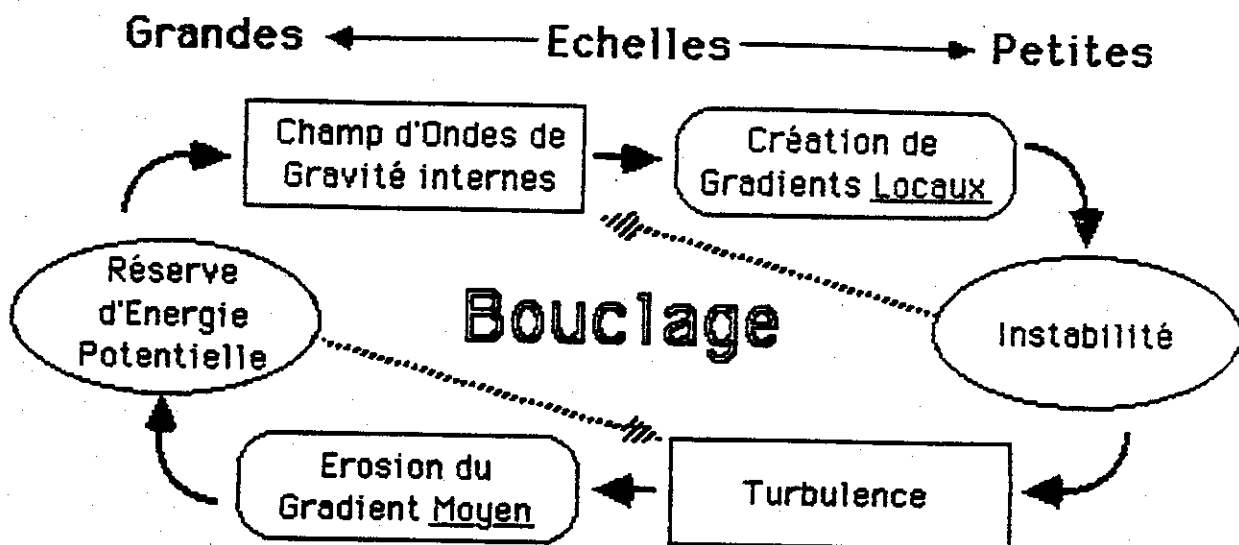 Grandes Echelles Petites
Champ d'Ondes de
Gravité internes
Création de
Gradients Locaux
Réserve
d'Energie
Potentielle
Bouclage
Instabilité
Erosion du
Gradient Moyen
Turbulence